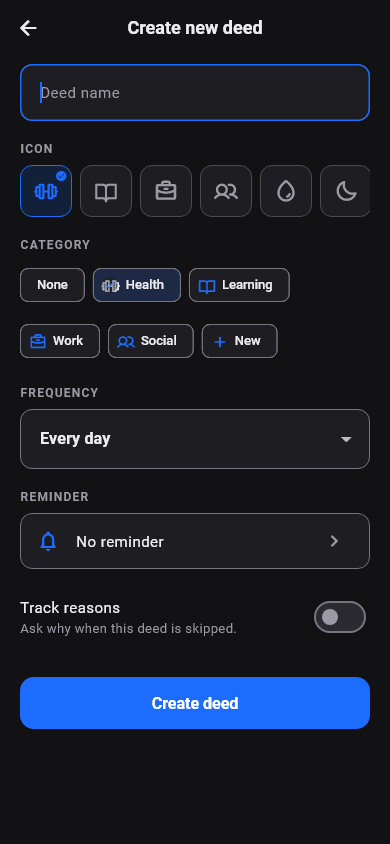 Create new deed
Deed name
ICON
CATEGORY
None Health Learning
Work Social New
FREQUENCY
Every day
REMINDER
No reminder
Track reasons
Ask why when this deed is skipped.
Create deed